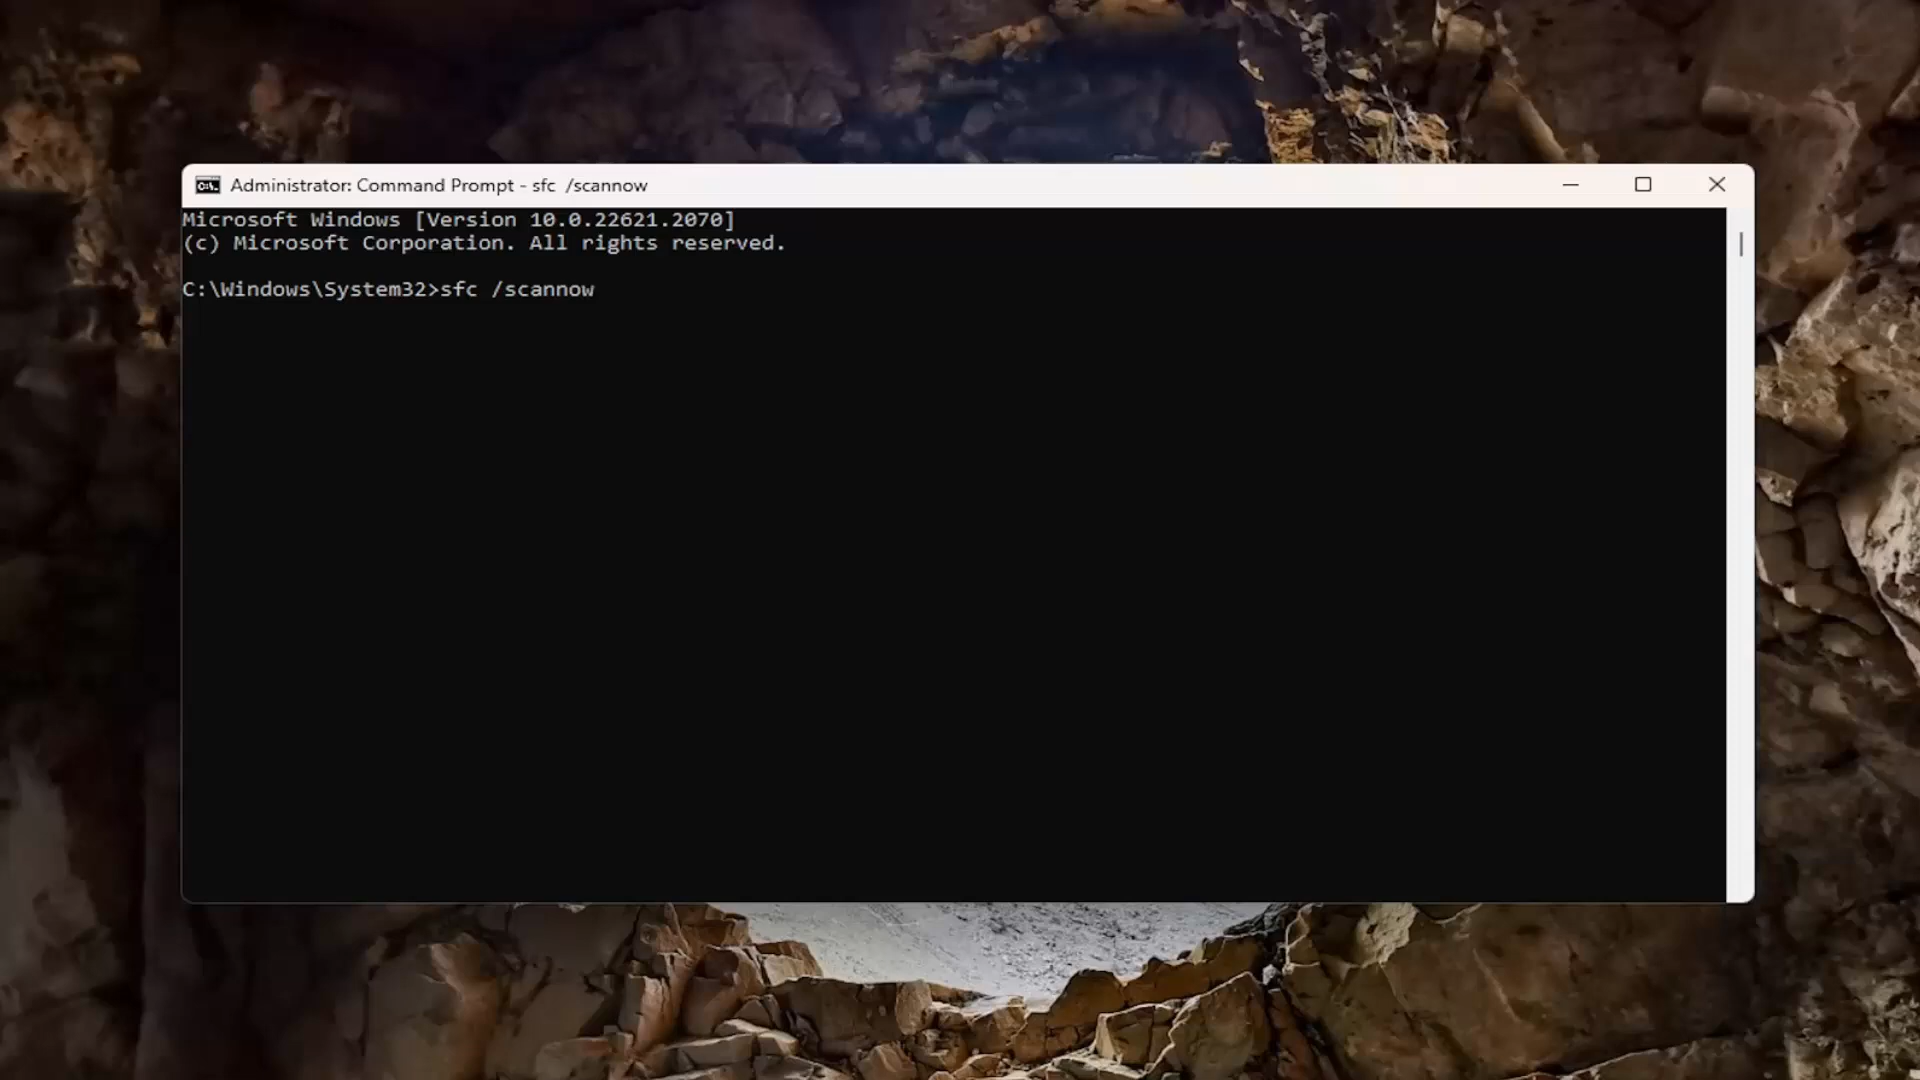 Administrator: Command Prompt - sfc  /scannow
Microsoft Windows [Version 10.0.22621.2070]
(c) Microsoft Corporation. All rights reserved.
C:\Windows\System32>sfc /scannow